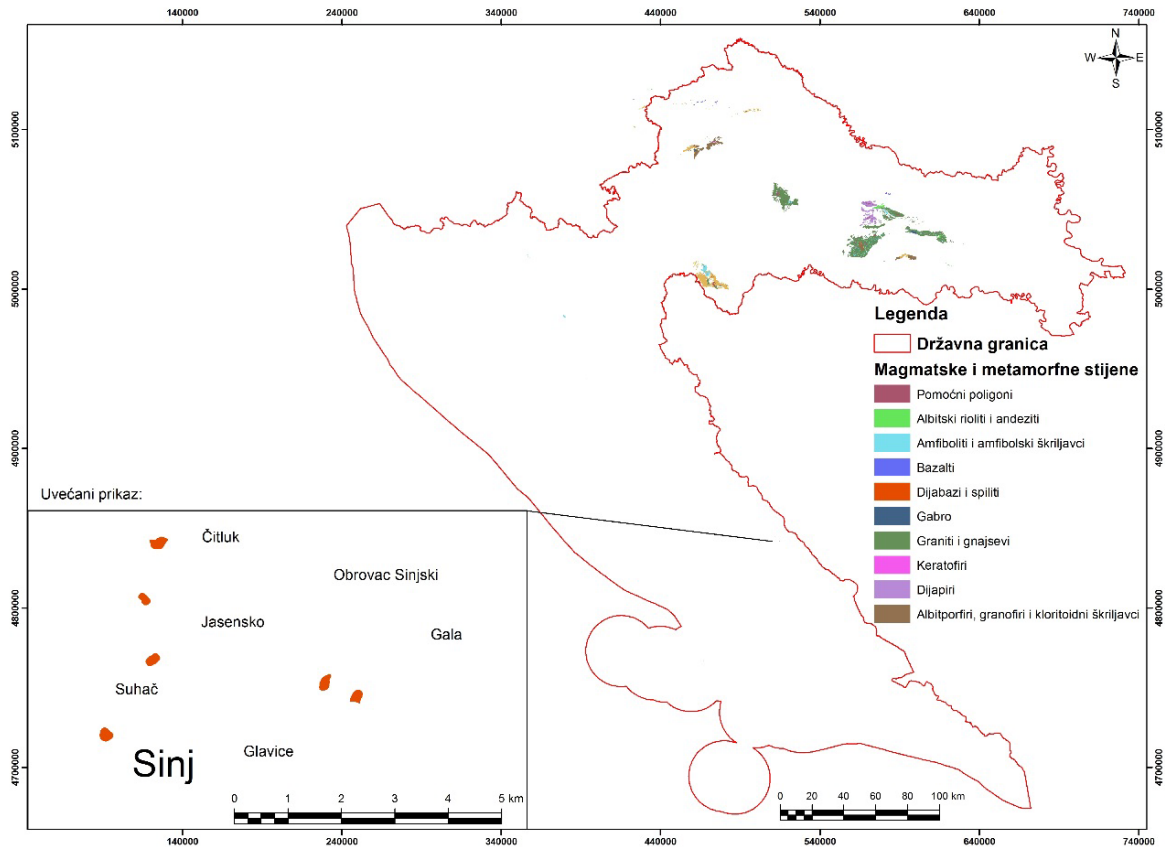 140000 240000 340000 440000 540000 640000 740000
N
W E
S
5100000 5100000
5000000 5000000
Legenda
Državna granica
Magmatske i metamorfne stijene
Pomoćni poligoni
Albitski rioliti i andeziti
Amfiboliti i amfibolski škriljavci
Bazalti
Dijabazi i spiliti
Gabro
Graniti i gnajsevi
Keratofiri
Dijapiri
Albitporfiri, granofiri i kloritoidni škriljavci
4900000 4900000
Uvećani prikaz:
Čitluk
Obrovac Sinjski
Jasensko
Gala
Suhač
Glavice
Sinj
0 1 2 3 4 5 km
4800000 4800000
4700000 4700000
0 20 40 60 80 100 km
140000 240000 340000 440000 540000 640000 740000